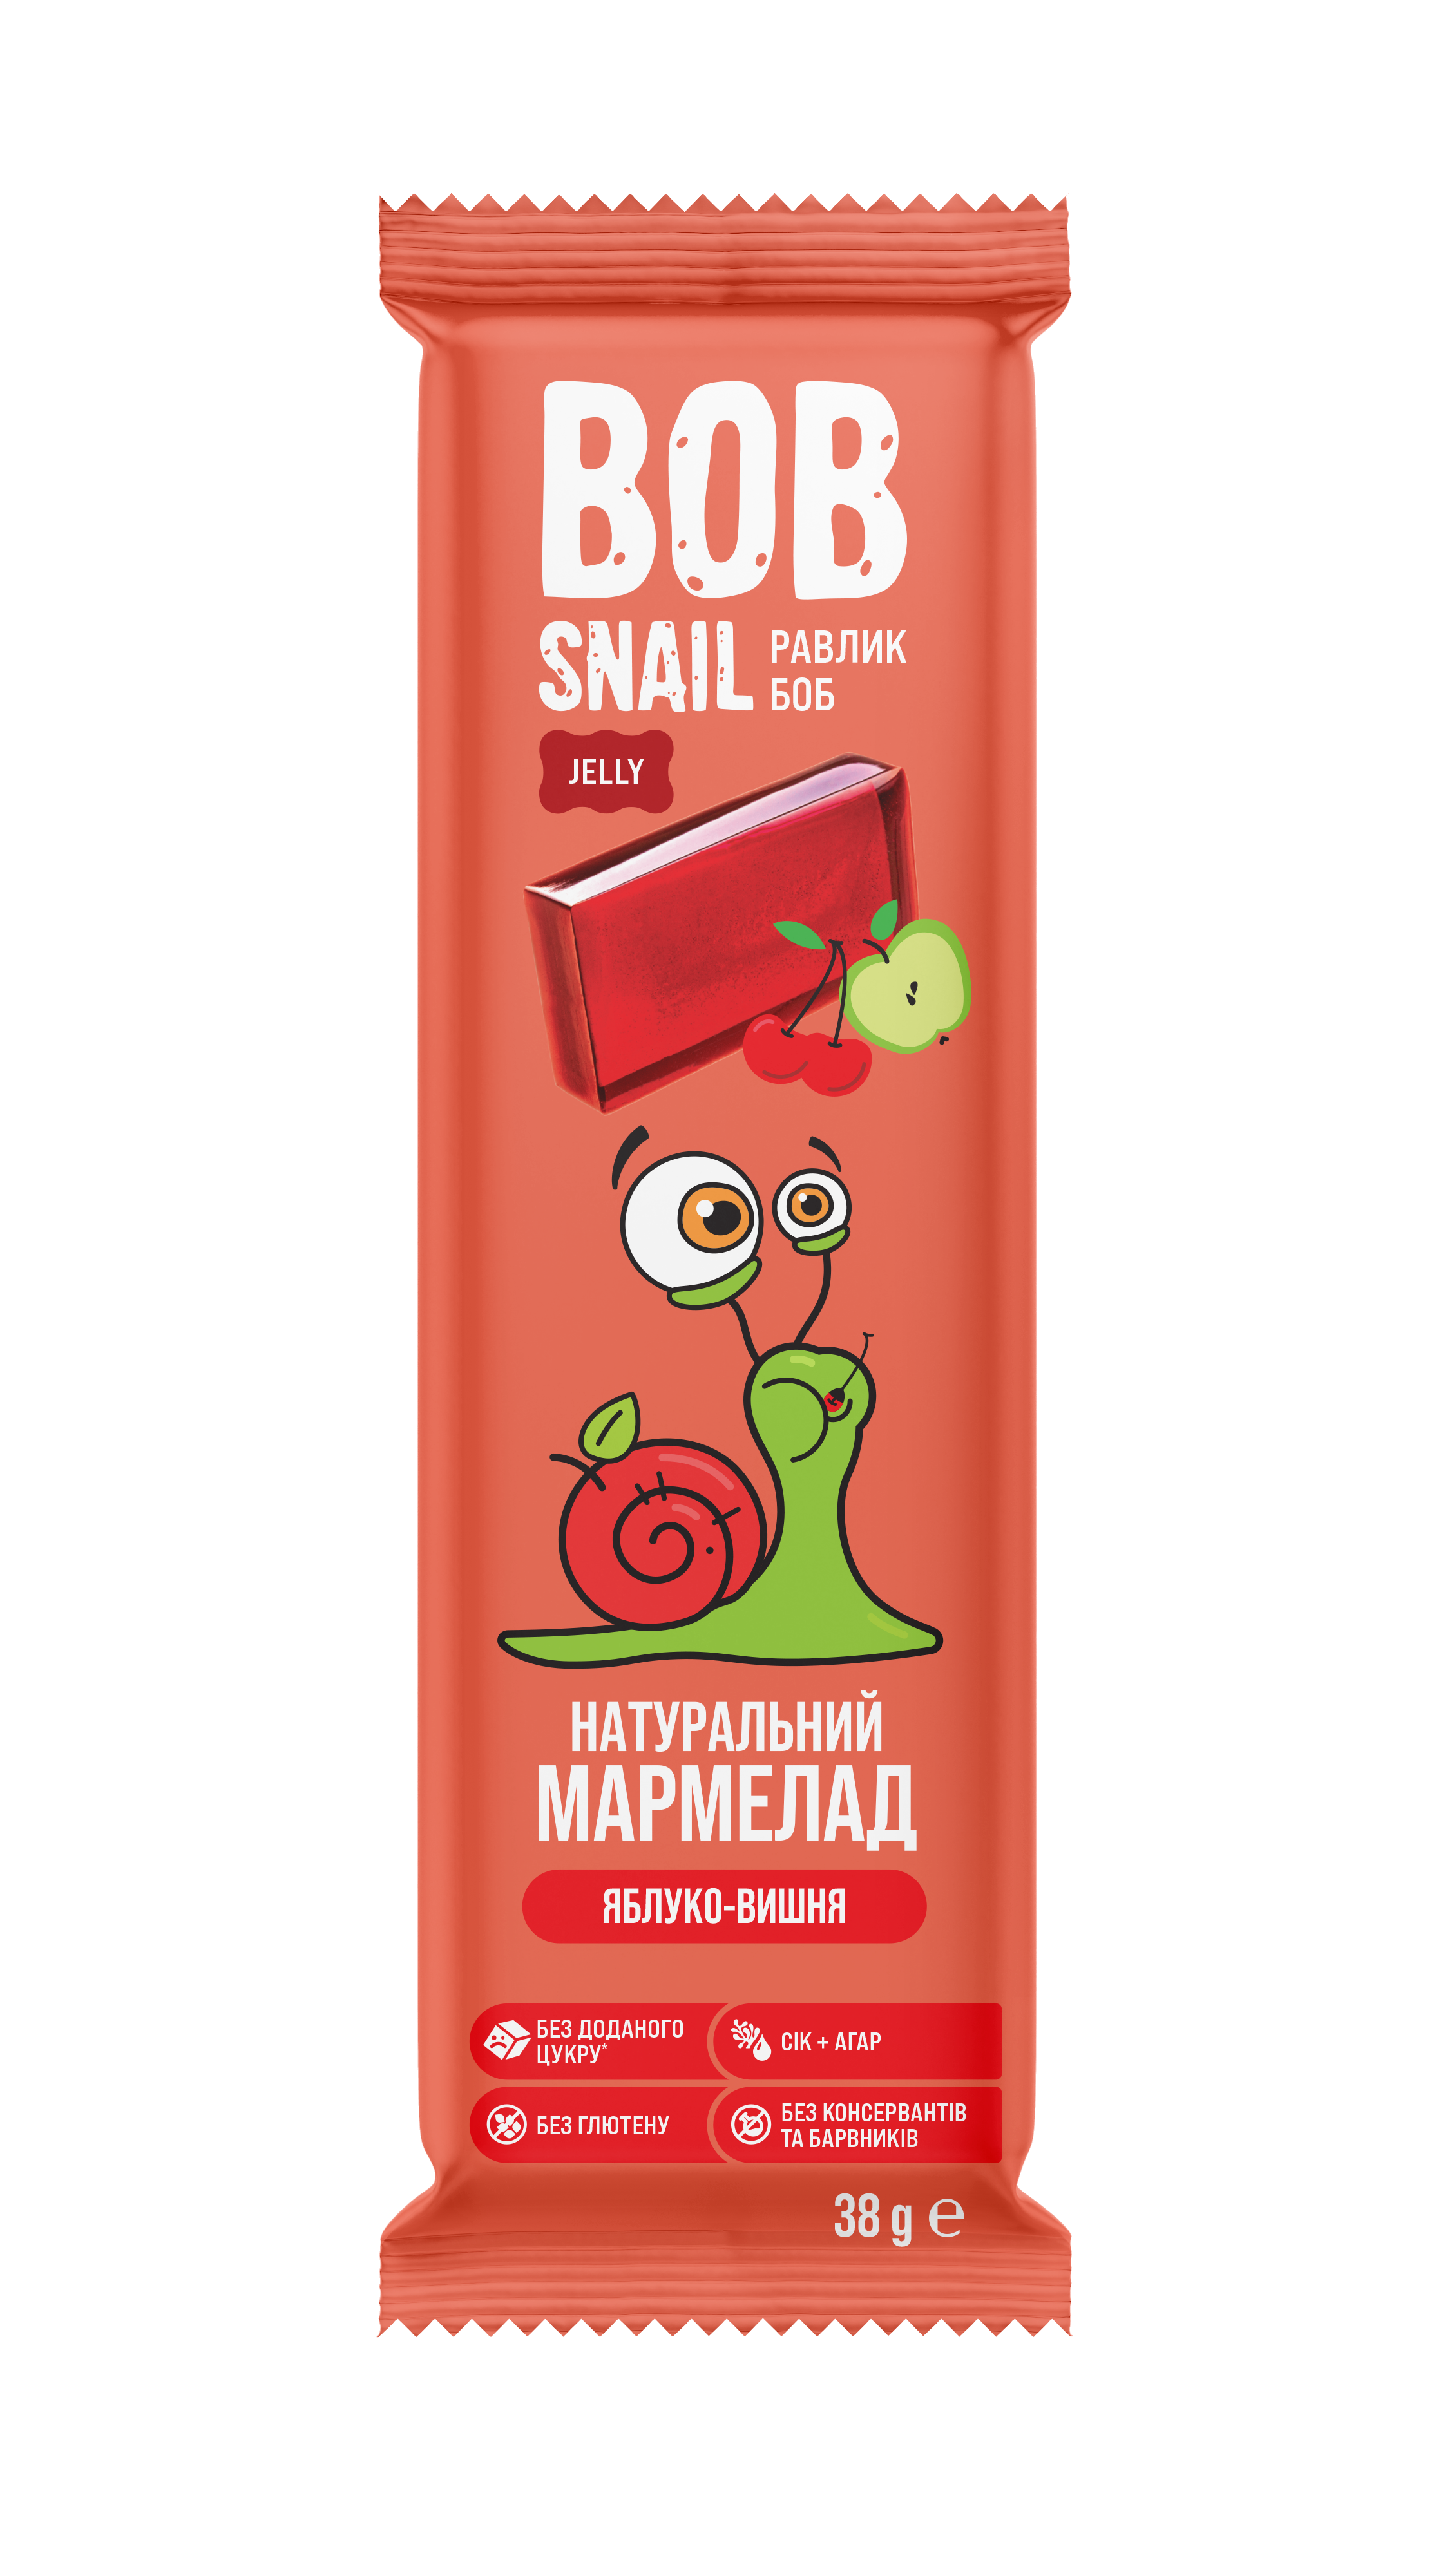 BOB
SNAIL
РАВЛИК
БОБ
JELLY
НАТУРАЛЬНИЙ
МАРМЕЛАД
ЯБЛУКО-ВИШНЯ
БЕЗ ДОДАНОГО
ЦУКРУ*
СІК + АГАР
БЕЗ ГЛЮТЕНУ
БЕЗ КОНСЕРВАНТІВ
ТА БАРВНИКІВ
38 g ℮